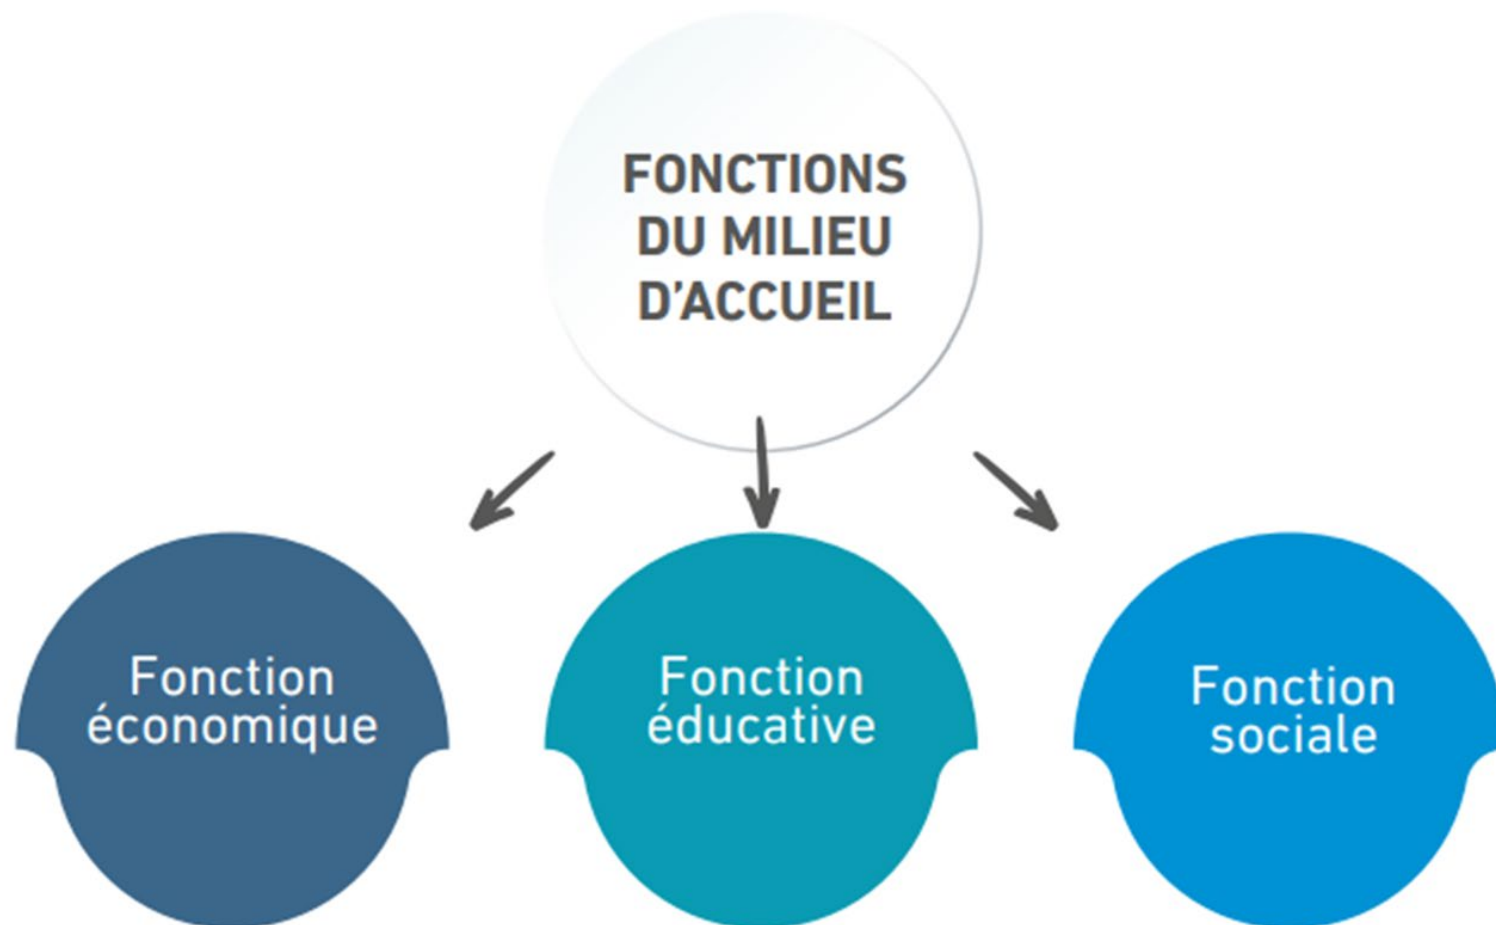 FONCTIONS
DU MILIEU
D'ACCUEIL
Fonction
économique
Fonction
éducative
Fonction
sociale